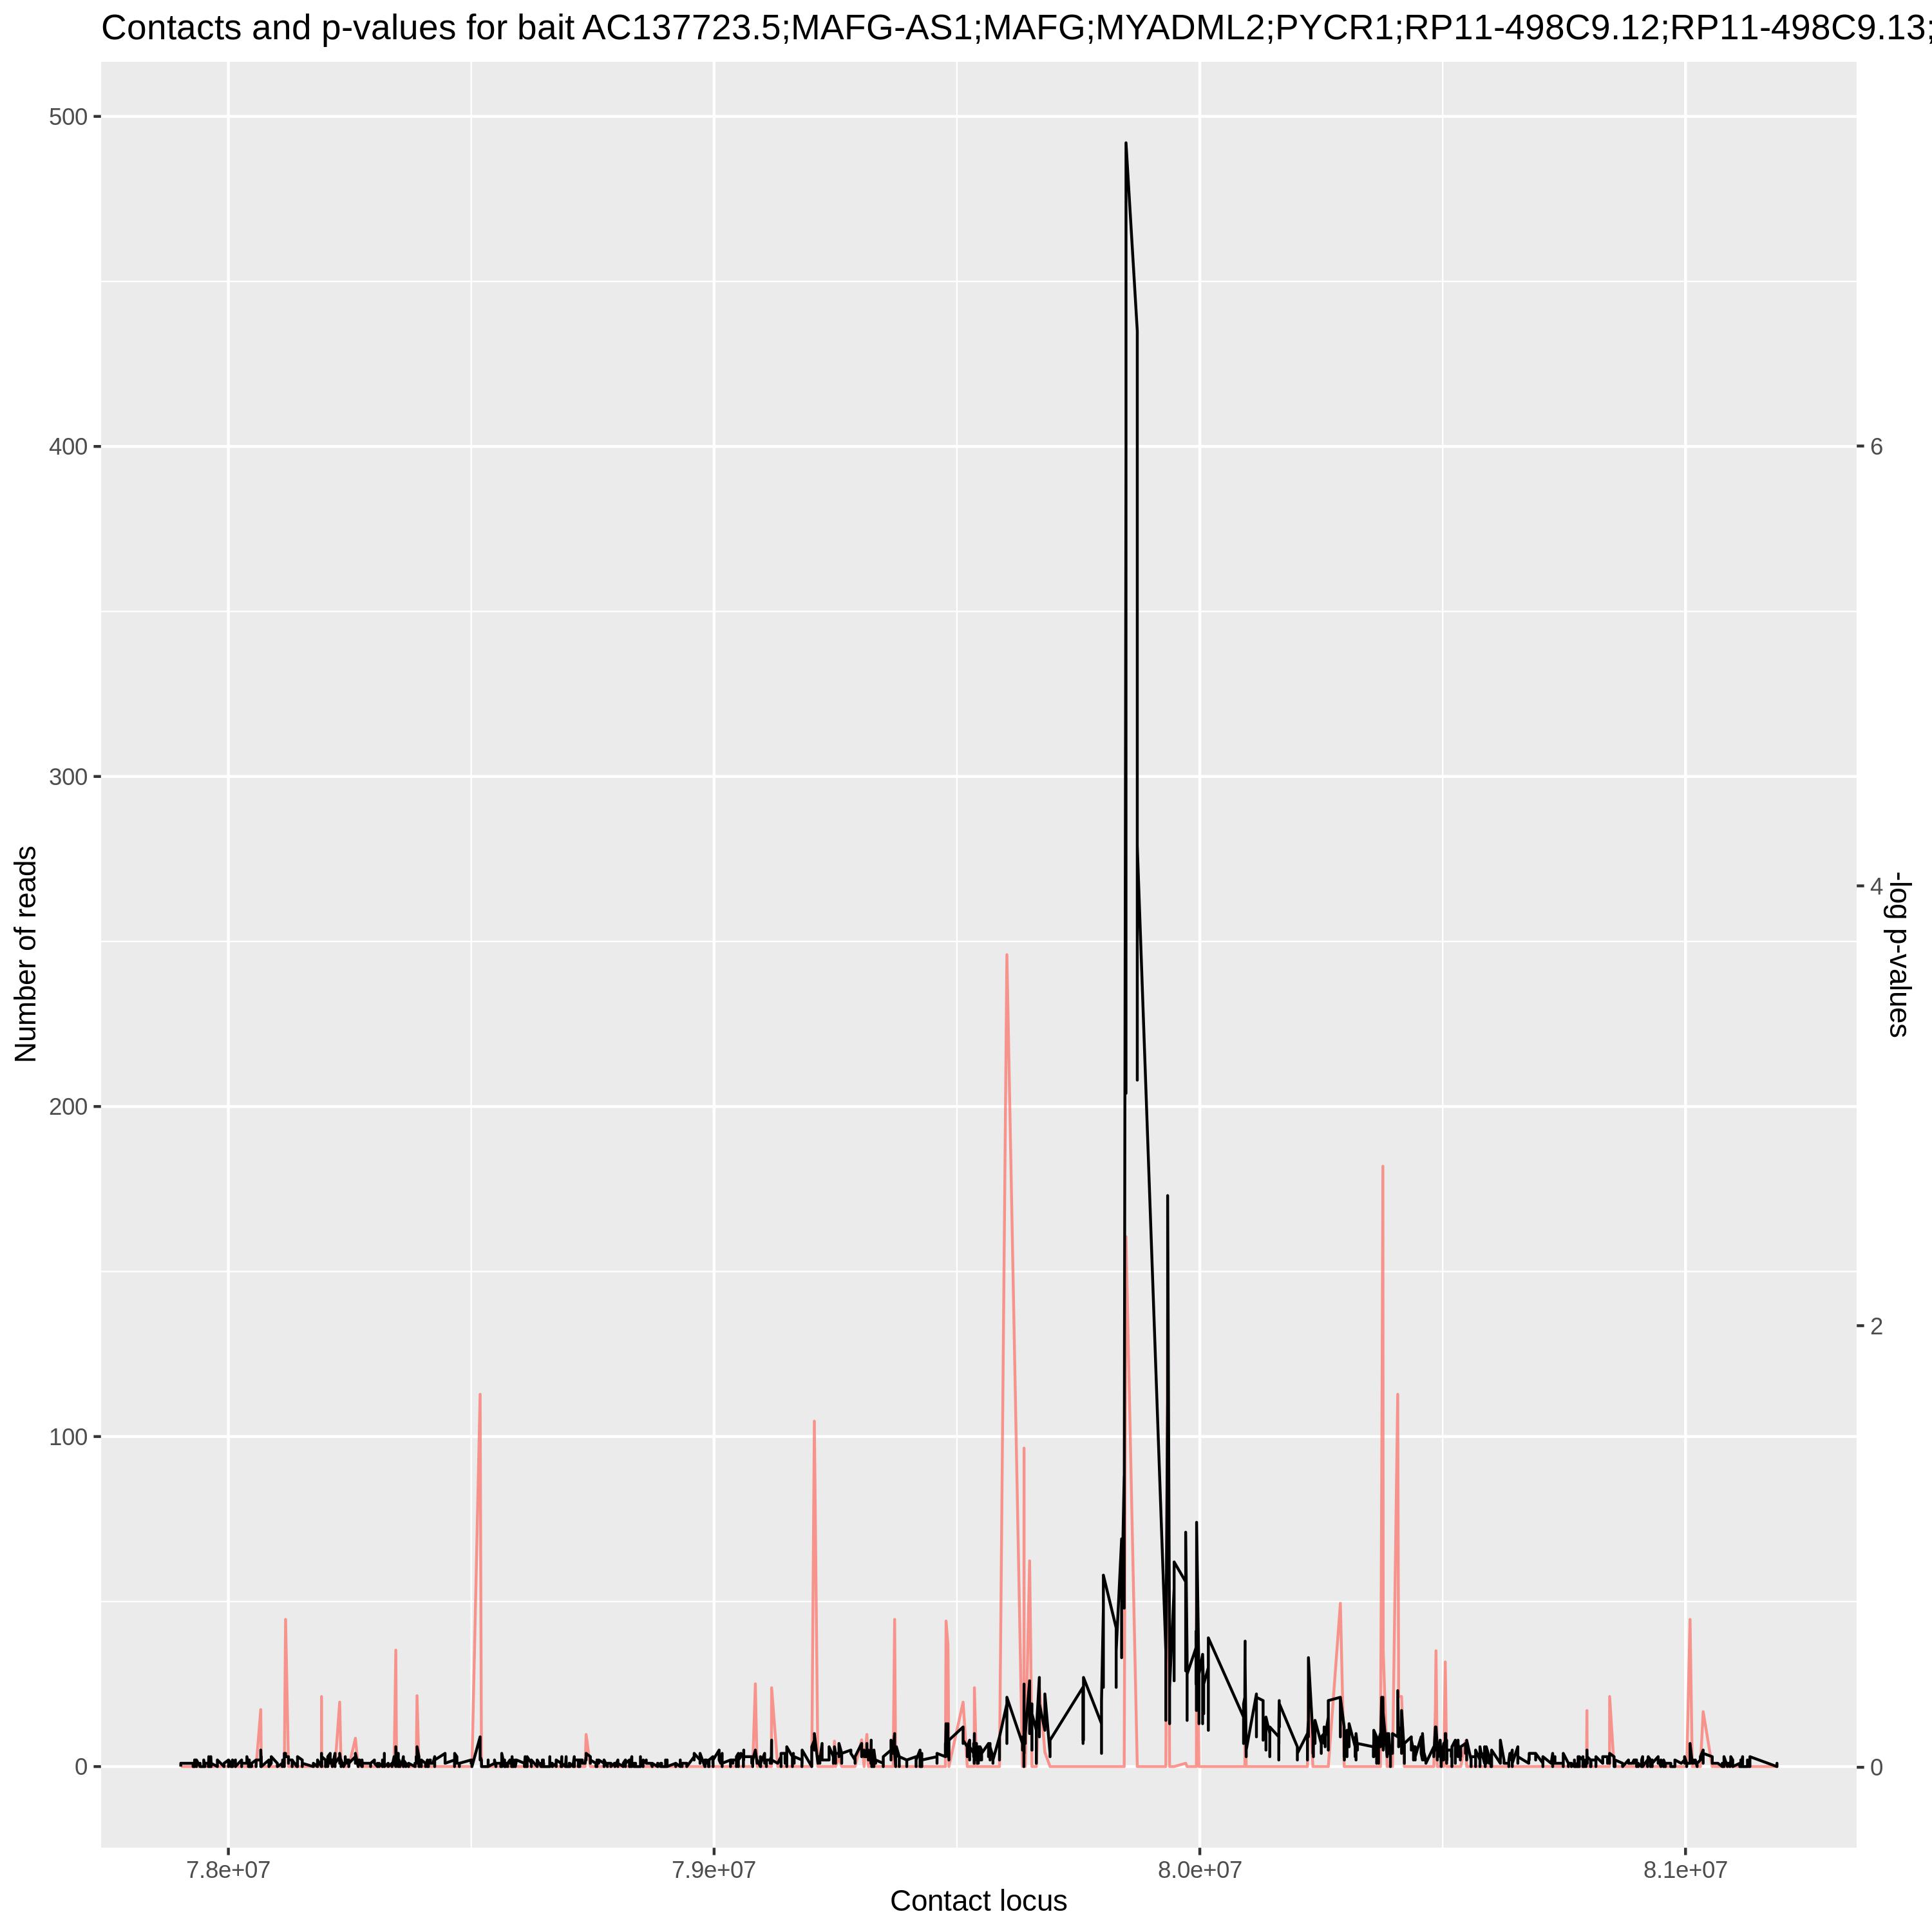 Contacts and p-values for bait AC137723.5;MAFG-AS1;MAFG;MYADML2;PYCR1;RP11-498C9.12;RP11-498C9.13;
500
400
300
200
100
0
Number of reads
6
4
2
0
-log p-values
7.8e+07
7.9e+07
8.0e+07
8.1e+07
Contact locus